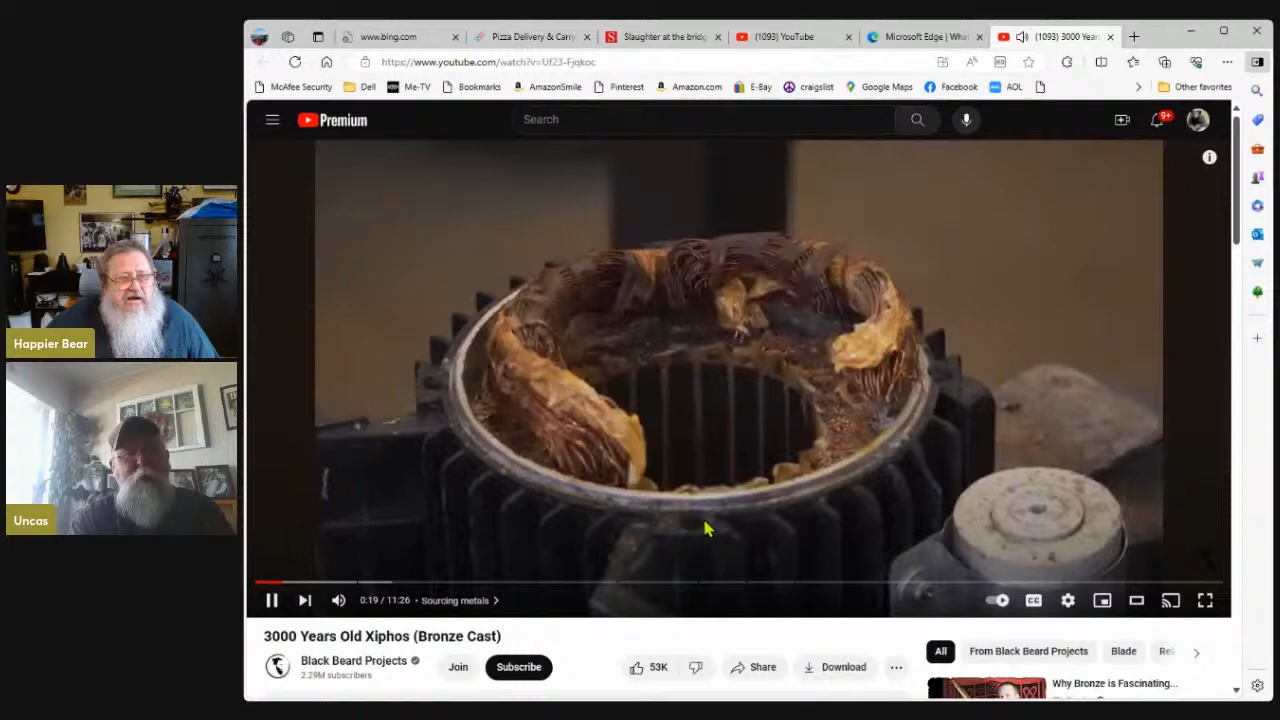 www.bing.com
Pizza Delivery & Carry
Slaughter at the bridg
(1093) YouTube
Microsoft Edge | What
(1093) 3000 Year
https://www.youtube.com/watch?v=Uf23-Fjqkoc
McAfee Security
Dell
Me-TV
Bookmarks
AmazonSmile
Pinterest
Amazon.com
E-Bay
craigslist
Google Maps
Facebook
AOL
Other favorites
Premium
Search
9+
Happier Bear
Uncas
0:19 / 11:26 • Sourcing metals
CC
3000 Years Old Xiphos (Bronze Cast)
Black Beard Projects
2.29M subscribers
Join
Subscribe
53K
Share
Download
All
From Black Beard Projects
Blade
Why Bronze is Fascinating...